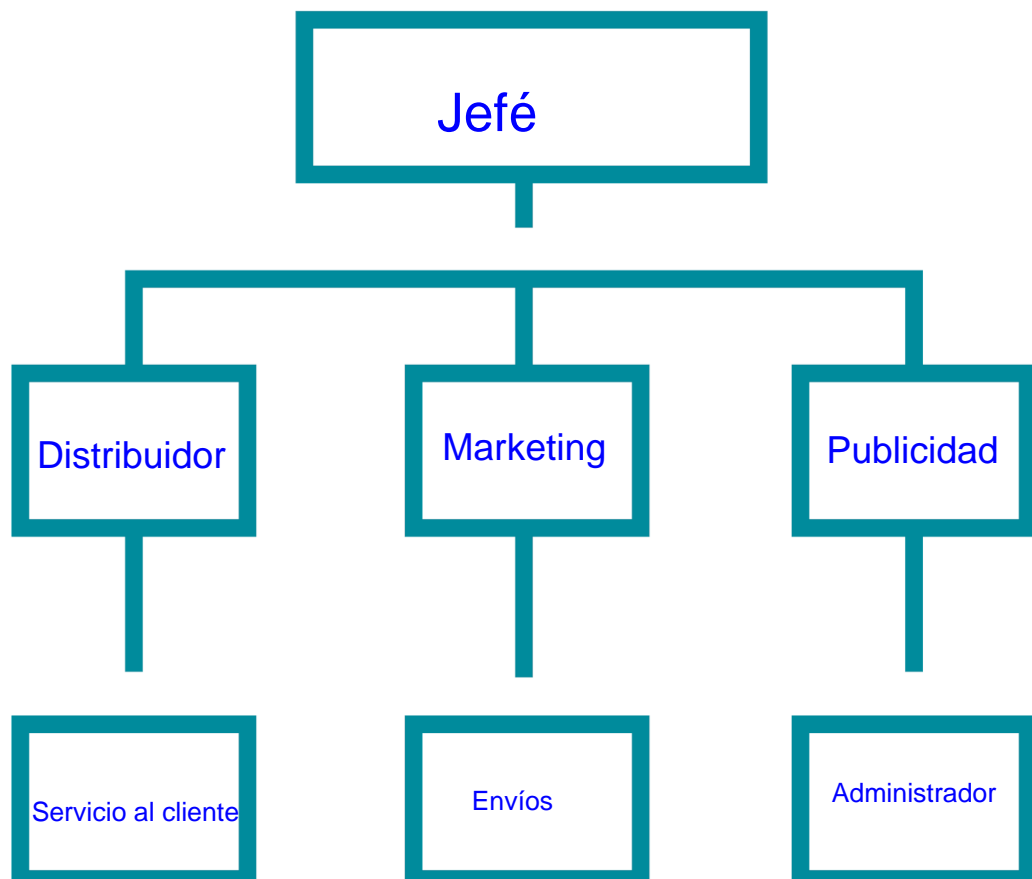 Jefé
Distribuidor
Marketing
Publicidad
Servicio al cliente
Envíos
Administrador